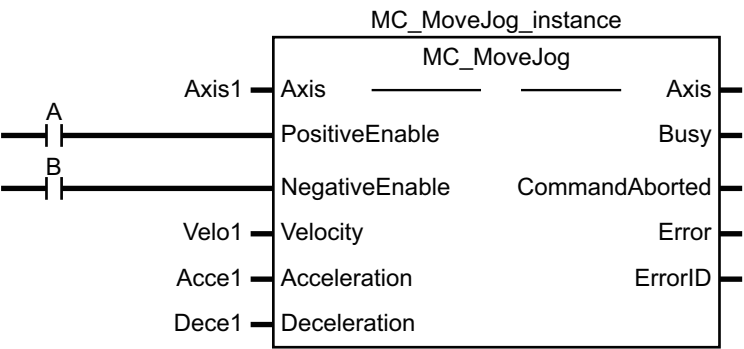 MC_MoveJog_instance
MC_MoveJog
Axis1 Axis Axis
A
PositiveEnable Busy
B
NegativeEnable CommandAborted
Velo1 Velocity Error
Acce1 Acceleration ErrorID
Dece1 Deceleration